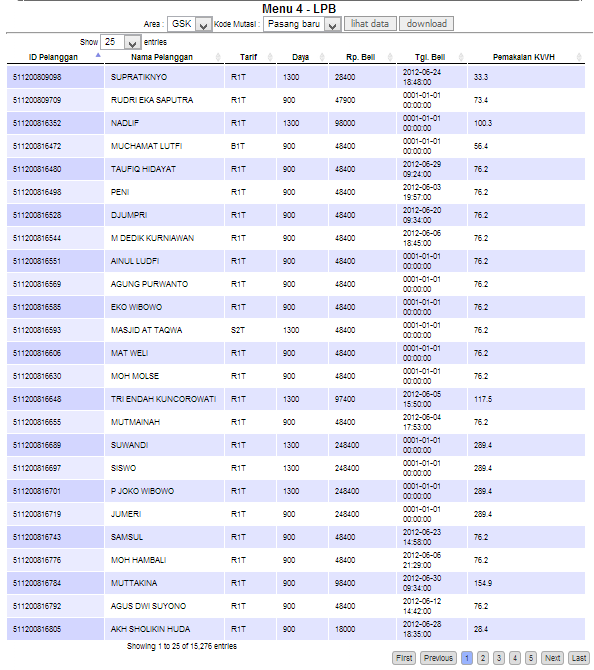 Menu 4 - LPB
Area : GSK Kode Mutasi : Pasang baru lihat data download
Show 25 entries
ID Pelanggan Nama Pelanggan Tarif Daya Rp. Beli Tgl. Beli Pemakaian KWH
511200809098 SUPRATIKNYO R1T 1300 28400 2012-06-24 18:48:00 33.3
511200809709 RUDRI EKA SAPUTRA R1T 900 47900 0001-01-01 00:00:00 73.4
511200816352 NADLIF R1T 1300 98000 0001-01-01 00:00:00 100.3
511200816472 MUCHAMAT LUTFI B1T 900 48400 0001-01-01 00:00:00 56.4
511200816480 TAUFIQ HIDAYAT R1T 900 48400 2012-06-29 09:24:00 76.2
511200816498 PENI R1T 900 48400 2012-06-03 19:57:00 76.2
511200816528 DJUMPRI R1T 900 48400 2012-06-20 09:34:00 76.2
511200816544 M DEDIK KURNIAWAN R1T 900 48400 2012-06-06 18:45:00 76.2
511200816551 AINUL LUDFI R1T 900 48400 0001-01-01 00:00:00 76.2
511200816569 AGUNG PURWANTO R1T 900 48400 0001-01-01 00:00:00 76.2
511200816585 EKO WIBOWO R1T 900 48400 0001-01-01 00:00:00 76.2
511200816593 MASJID AT TAQWA S2T 1300 48400 0001-01-01 00:00:00 76.2
511200816606 MAT WELI R1T 900 48400 0001-01-01 00:00:00 76.2
511200816630 MOH MOLSE R1T 900 48400 0001-01-01 00:00:00 76.2
511200816648 TRI ENDAH KUNCOROWATI R1T 1300 97400 2012-06-05 15:50:00 117.5
511200816655 MUTMAINAH R1T 900 48400 2012-06-04 17:53:00 76.2
511200816689 SUWANDI R1T 1300 248400 0001-01-01 00:00:00 289.4
511200816697 SISWO R1T 1300 248400 0001-01-01 00:00:00 289.4
511200816701 P JOKO WIBOWO R1T 1300 248400 0001-01-01 00:00:00 289.4
511200816719 JUMERI R1T 900 248400 0001-01-01 00:00:00 289.4
511200816743 SAMSUL R1T 900 48400 2012-06-23 14:58:00 76.2
511200816776 MOH HAMBALI R1T 900 48400 2012-06-06 21:29:00 76.2
511200816784 MUTTAKINA R1T 900 98400 2012-06-30 09:34:00 154.9
511200816792 AGUS DWI SUYONO R1T 900 48400 2012-06-12 14:42:00 76.2
511200816805 AKH SHOLIKIN HUDA R1T 900 18000 2012-06-28 18:35:00 28.4
Showing 1 to 25 of 15,276 entries
First Previous 1 2 3 4 5 Next Last